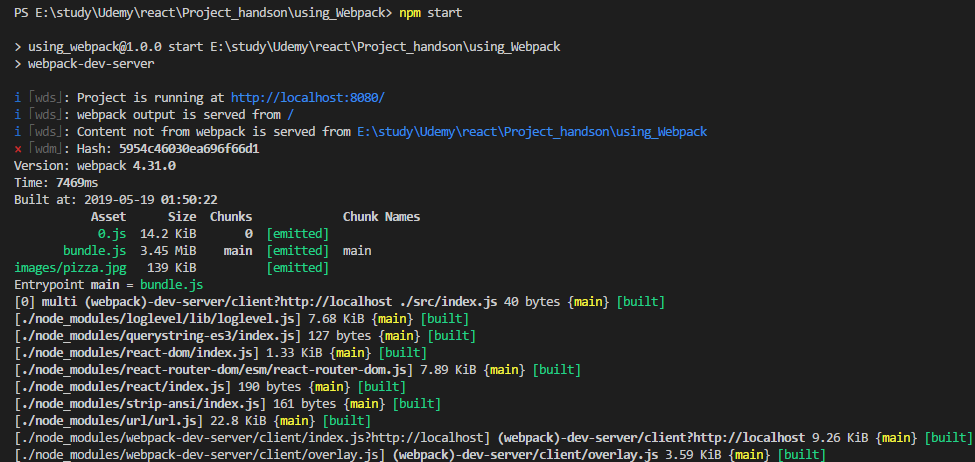 PS E:\study\Udemy\react\Project_handson\using_Webpack> npm start
> using_webpack@1.0.0 start E:\study\Udemy\react\Project_handson\using_Webpack
> webpack-dev-server
i ｢wds｣: Project is running at http://localhost:8080/
i ｢wds｣: webpack output is served from /
i ｢wds｣: Content not from webpack is served from E:\study\Udemy\react\Project_handson\using_Webpack
× ｢wdm｣: Hash: 5954c46030ea696f66d1
Version: webpack 4.31.0
Time: 7469ms
Built at: 2019-05-19 01:50:22
Asset Size Chunks Chunk Names
0.js 14.2 KiB 0 [emitted]
bundle.js 3.45 MiB main [emitted] main
images/pizza.jpg 139 KiB [emitted]
Entrypoint main = bundle.js
[0] multi (webpack)-dev-server/client?http://localhost ./src/index.js 40 bytes {main} [built]
[./node_modules/loglevel/lib/loglevel.js] 7.68 KiB {main} [built]
[./node_modules/querystring-es3/index.js] 127 bytes {main} [built]
[./node_modules/react-dom/index.js] 1.33 KiB {main} [built]
[./node_modules/react-router-dom/esm/react-router-dom.js] 7.89 KiB {main} [built]
[./node_modules/react/index.js] 190 bytes {main} [built]
[./node_modules/strip-ansi/index.js] 161 bytes {main} [built]
[./node_modules/url/url.js] 22.8 KiB {main} [built]
[./node_modules/webpack-dev-server/client/index.js?http://localhost] (webpack)-dev-server/client?http://localhost 9.26 KiB {main} [built]
[./node_modules/webpack-dev-server/client/overlay.js] (webpack)-dev-server/client/overlay.js 3.59 KiB {main} [built]